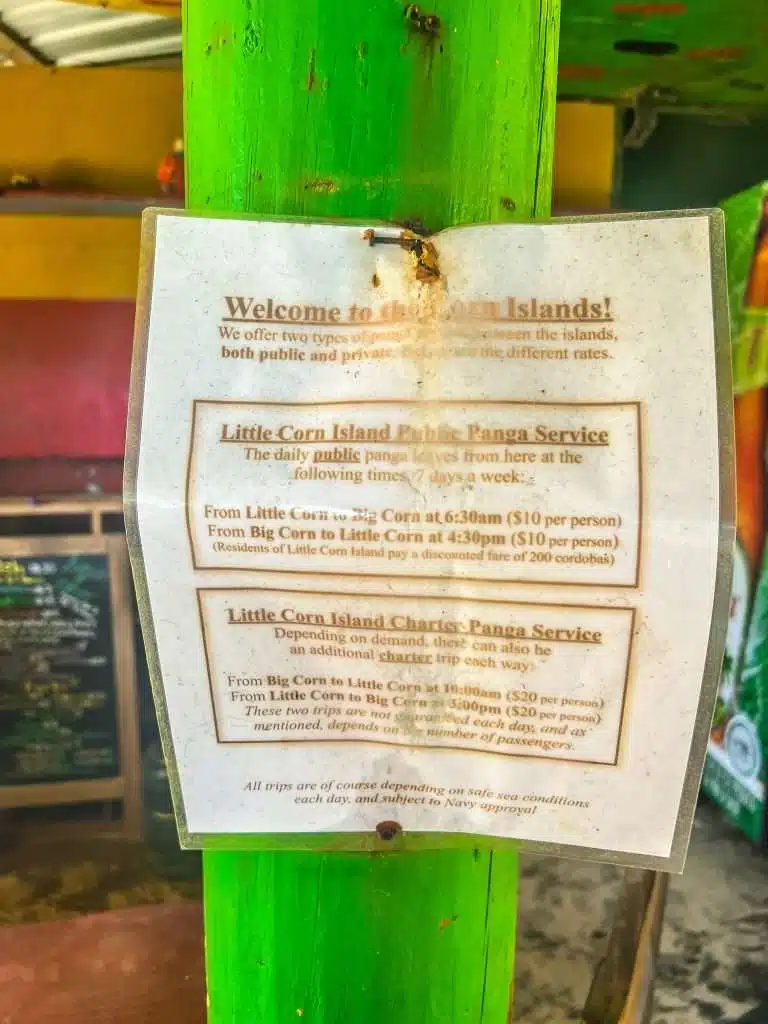 Welcome to the Corn Islands!
We offer two types of between the islands,
both public and private. are the different rates.
Little Corn Island Public Panga Service
The daily public panga leaves from here at the
following times, 7 days a week:
From Little Corn to Big Corn at 6:30am ($10 per person)
From Big Corn to Little Corn at 4:30pm ($10 per person)
(Residents of Little Corn Island pay a discounted fare of 200 cordobas)
Little Corn Island Charter Panga Service
Depending on demand, there can also be
an additional charter trip each way:
From Big Corn to Little Corn at 10:00am ($20 per person)
From Little Corn to Big Corn at 3:00pm ($20 per person)
These two trips are not guaranteed each day, and as
mentioned, depends on the number of passengers.
All trips are of course depending on safe sea conditions
each day, and subject to Navy approval